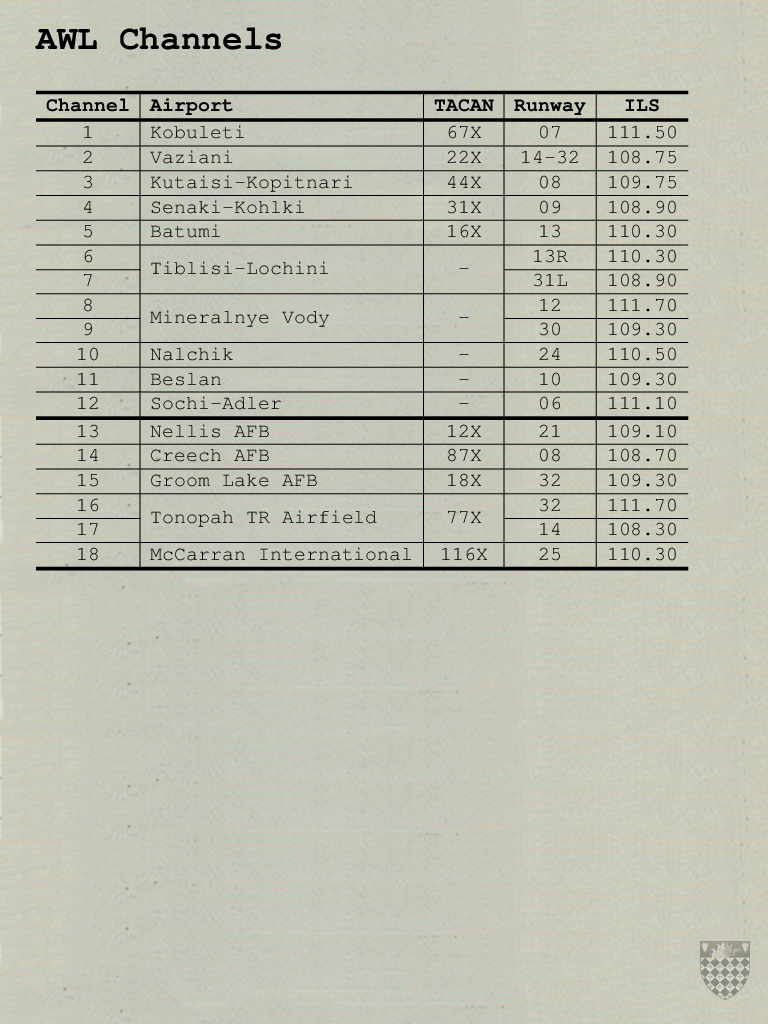 AWL Channels
Channel Airport TACAN Runway ILS
1 Kobuleti 67X 07 111.50
2 Vaziani 22X 14-32 108.75
3 Kutaisi-Kopitnari 44X 08 109.75
4 Senaki-Kohlki 31X 09 108.90
5 Batumi 16X 13 110.30
6 Tiblisi-Lochini - 13R 110.30
7 31L 108.90
8 Mineralnye Vody - 12 111.70
9 30 109.30
10 Nalchik - 24 110.50
11 Beslan - 10 109.30
12 Sochi-Adler - 06 111.10
13 Nellis AFB 12X 21 109.10
14 Creech AFB 87X 08 108.70
15 Groom Lake AFB 18X 32 109.30
16 Tonopah TR Airfield 77X 32 111.70
17 14 108.30
18 McCarran International 116X 25 110.30